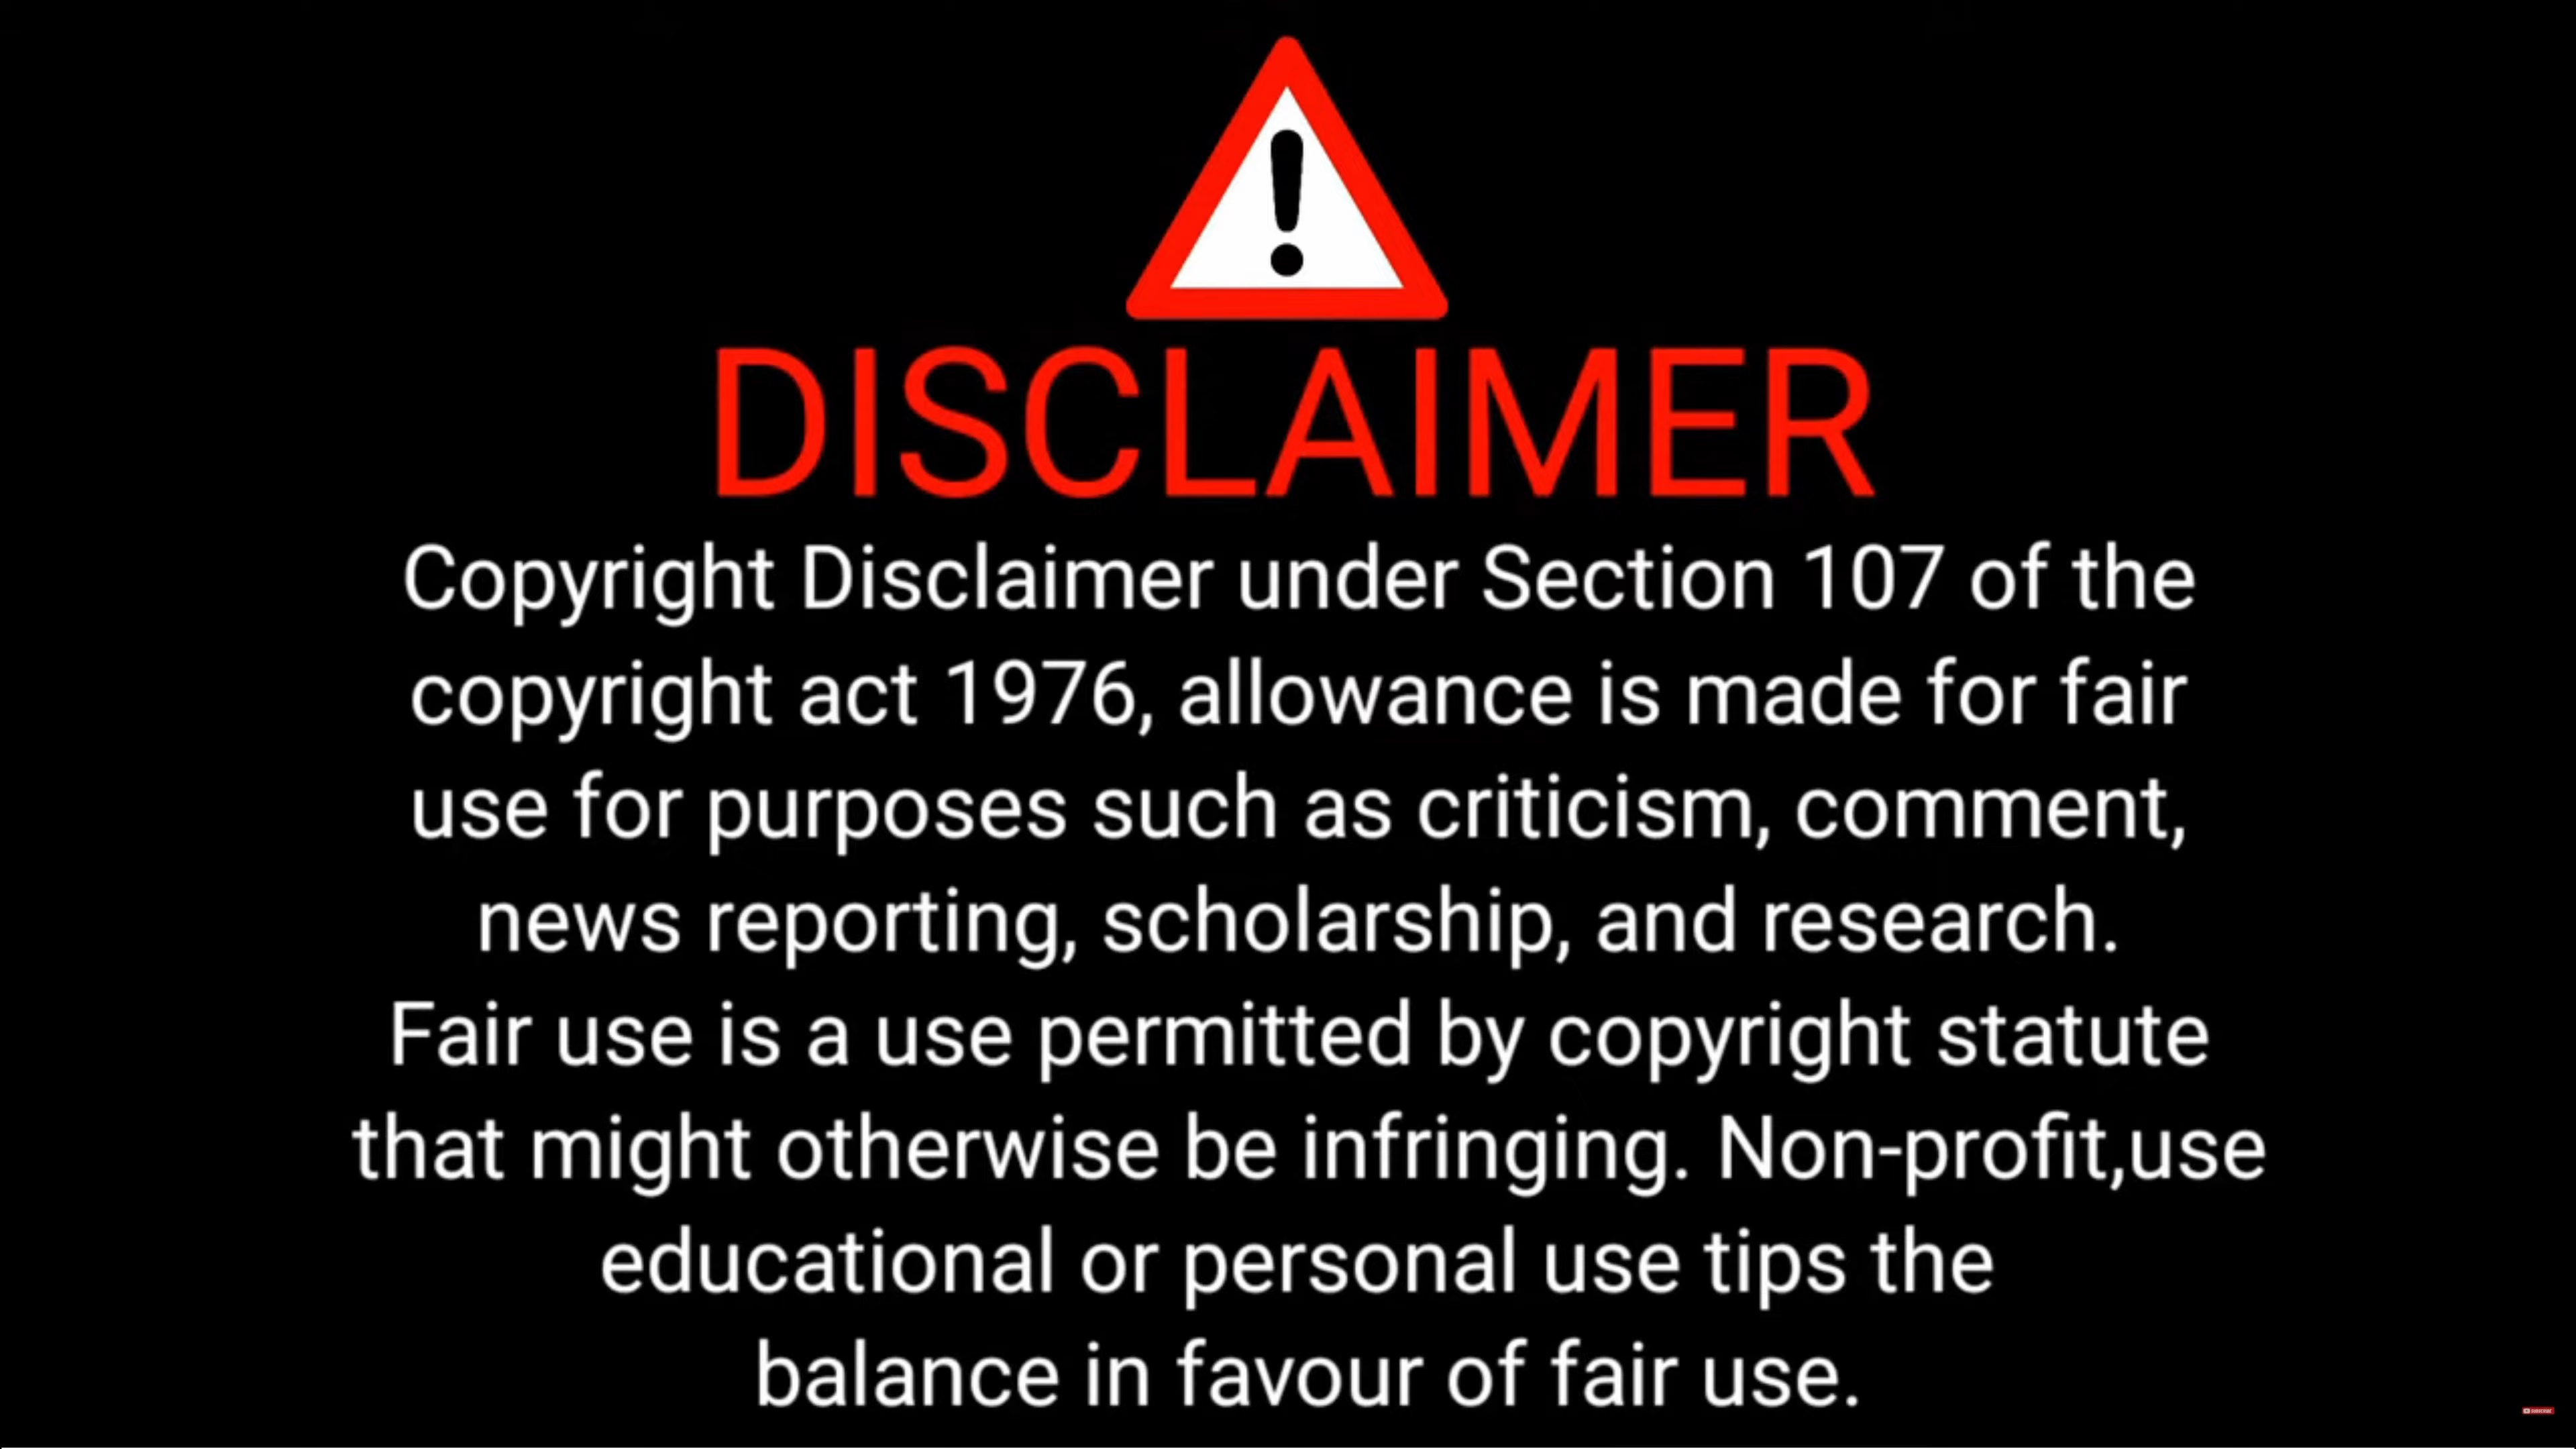 DISCLAIMER
Copyright Disclaimer under Section 107 of the
copyright act 1976, allowance is made for fair
use for purposes such as criticism, comment,
news reporting, scholarship, and research.
Fair use is a use permitted by copyright statute
that might otherwise be infringing. Non-profit,use
educational or personal use tips the
balance in favour of fair use.